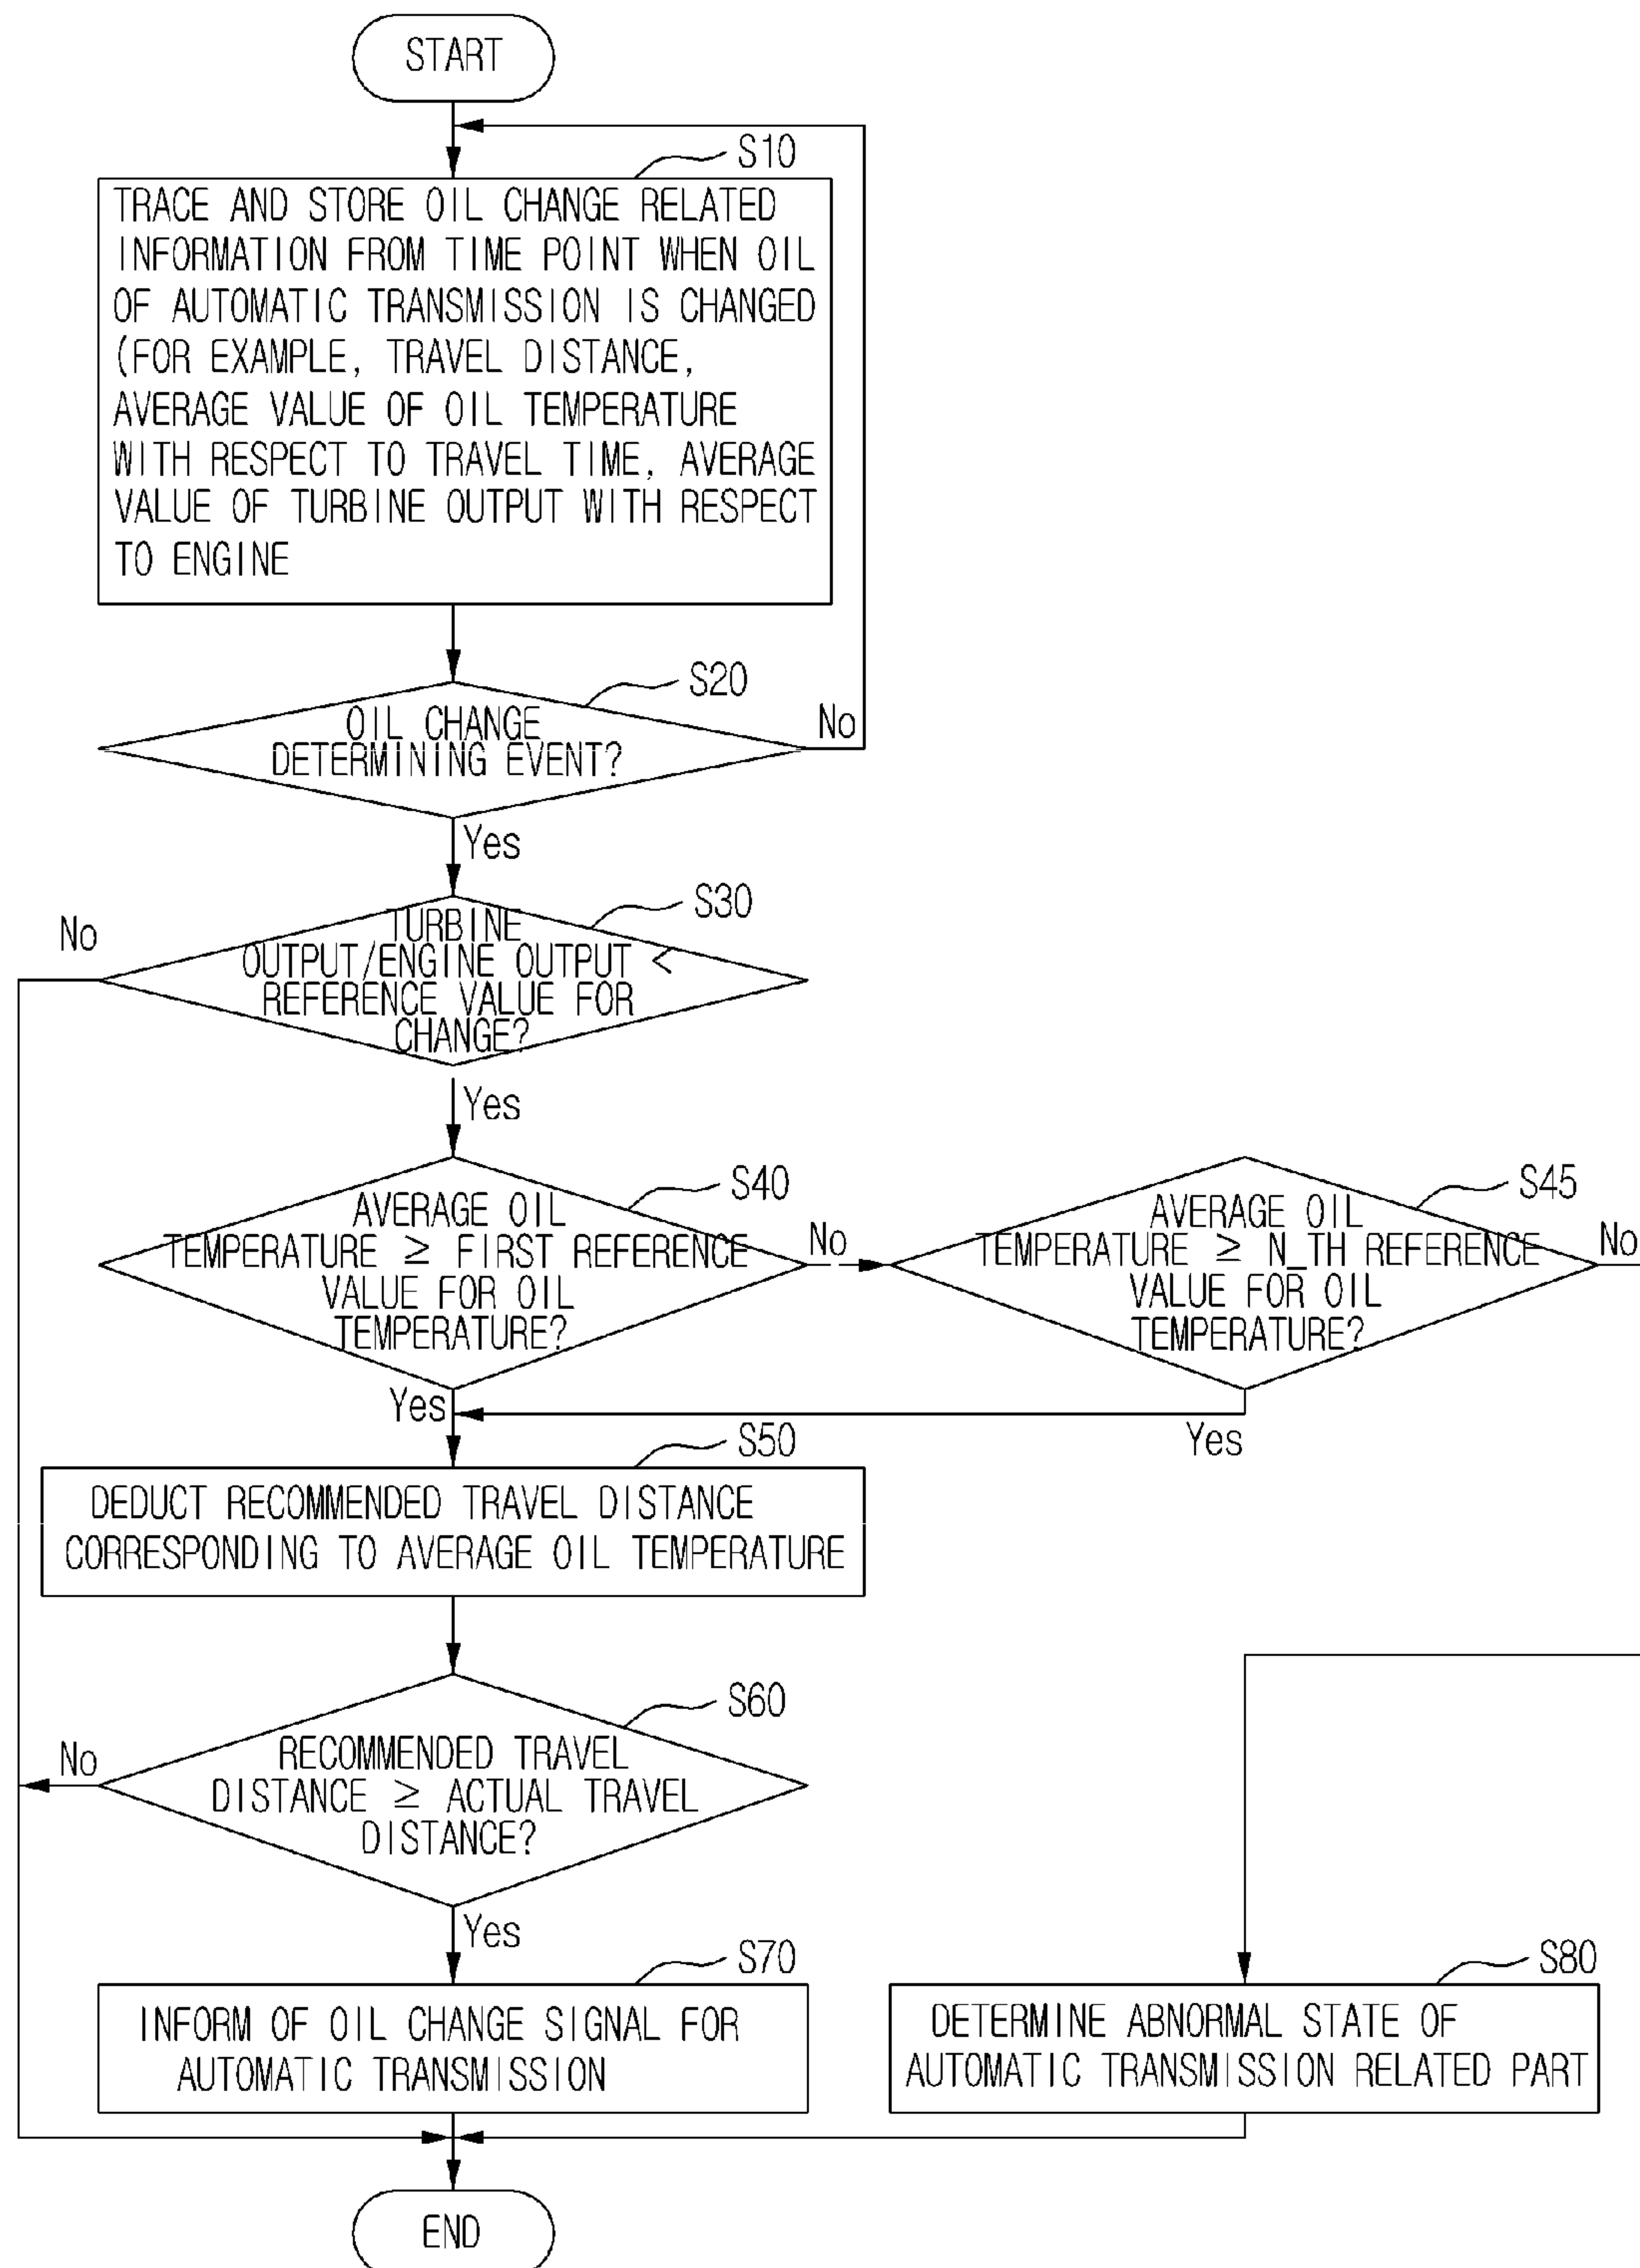 START
S10
TRACE AND STORE OIL CHANGE RELATED
INFORMATION FROM TIME POINT WHEN OIL
OF AUTOMATIC TRANSMISSION IS CHANGED
(FOR EXAMPLE, TRAVEL DISTANCE,
AVERAGE VALUE OF OIL TEMPERATURE
WITH RESPECT TO TRAVEL TIME, AVERAGE
VALUE OF TURBINE OUTPUT WITH RESPECT
TO ENGINE
S20
OIL CHANGE
DETERMINING EVENT?
No
Yes
S30
No
TURBINE
OUTPUT/ENGINE OUTPUT <
REFERENCE VALUE FOR
CHANGE?
Yes
S40
AVERAGE OIL
TEMPERATURE ≥ FIRST REFERENCE
VALUE FOR OIL
TEMPERATURE?
No
Yes
S45
AVERAGE OIL
TEMPERATURE ≥ N_TH REFERENCE
VALUE FOR OIL
TEMPERATURE?
No
Yes
S50
DEDUCT RECOMMENDED TRAVEL DISTANCE
CORRESPONDING TO AVERAGE OIL TEMPERATURE
S60
No
RECOMMENDED TRAVEL
DISTANCE ≥ ACTUAL TRAVEL
DISTANCE?
Yes
S70
INFORM OF OIL CHANGE SIGNAL FOR
AUTOMATIC TRANSMISSION
S80
DETERMINE ABNORMAL STATE OF
AUTOMATIC TRANSMISSION RELATED PART
END